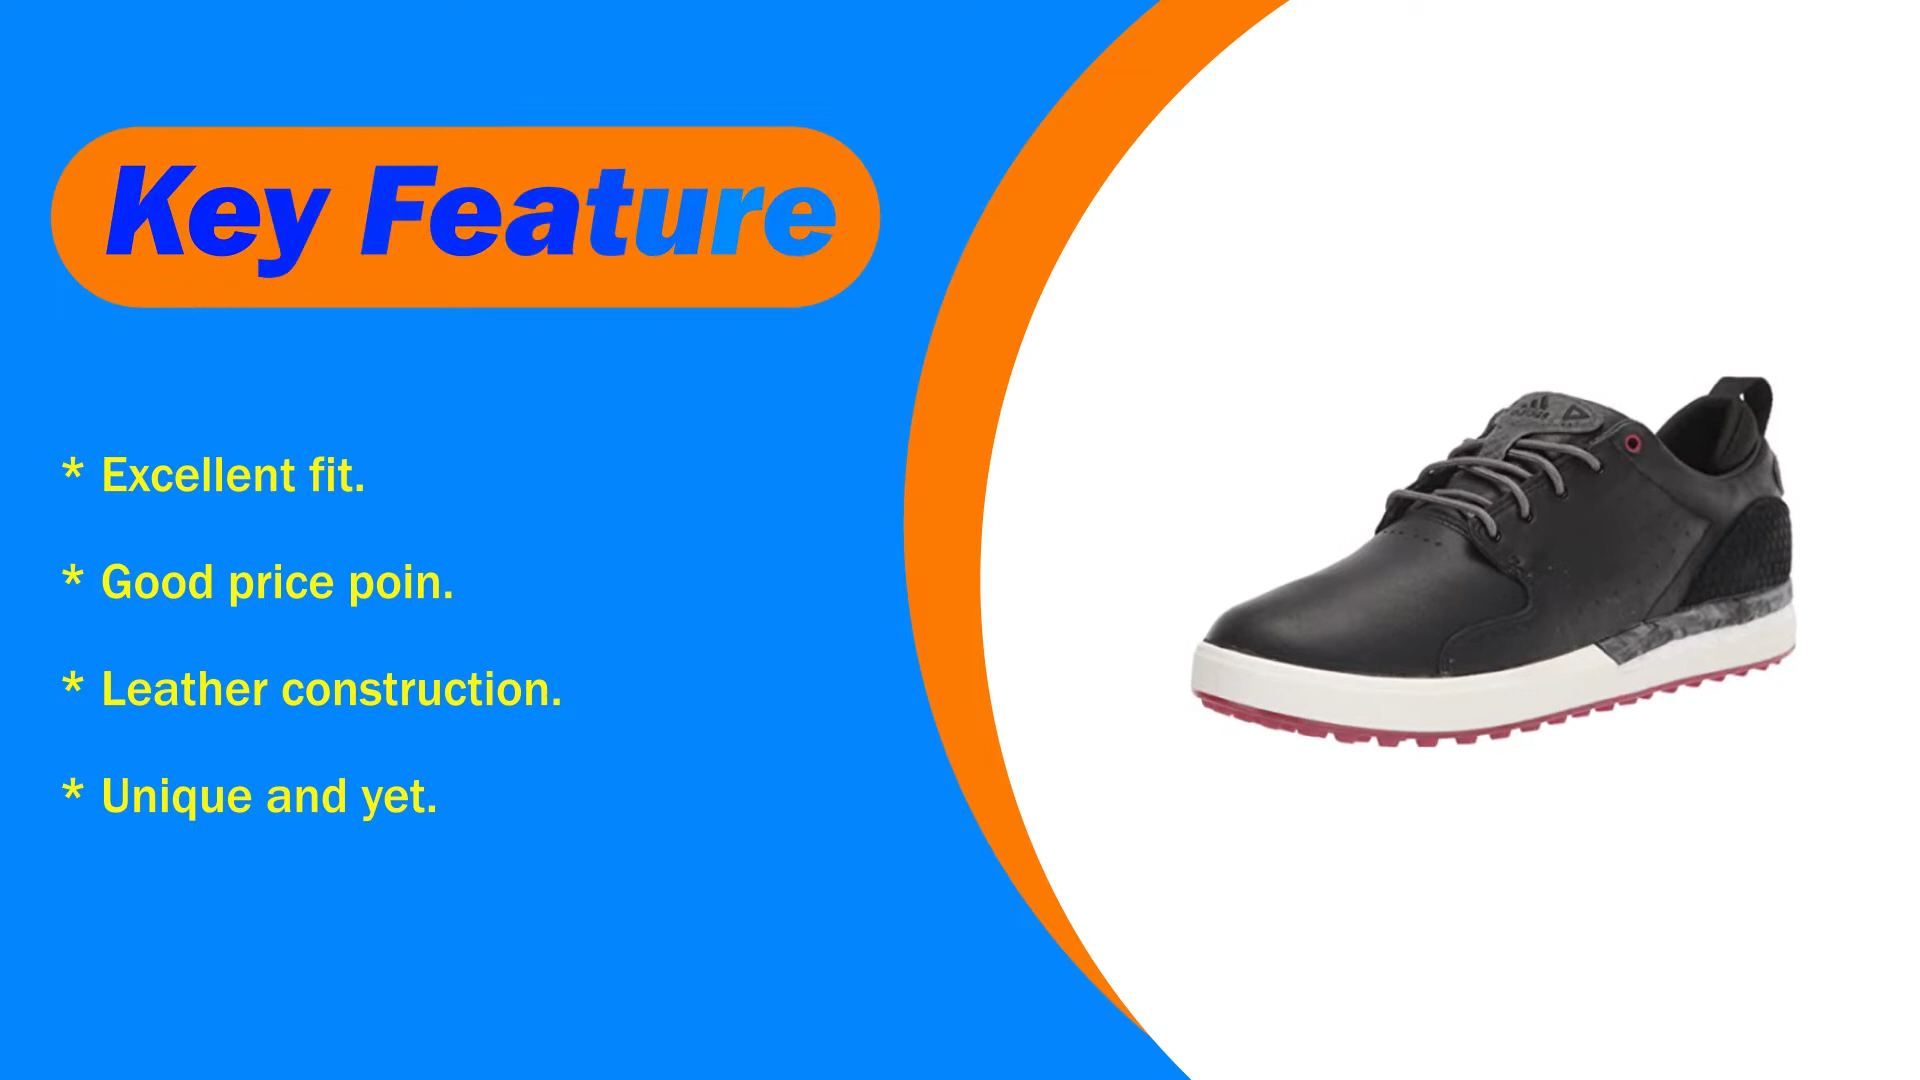 Key Feature
* Excellent fit.
* Good price poin.
* Leather construction.
* Unique and yet.